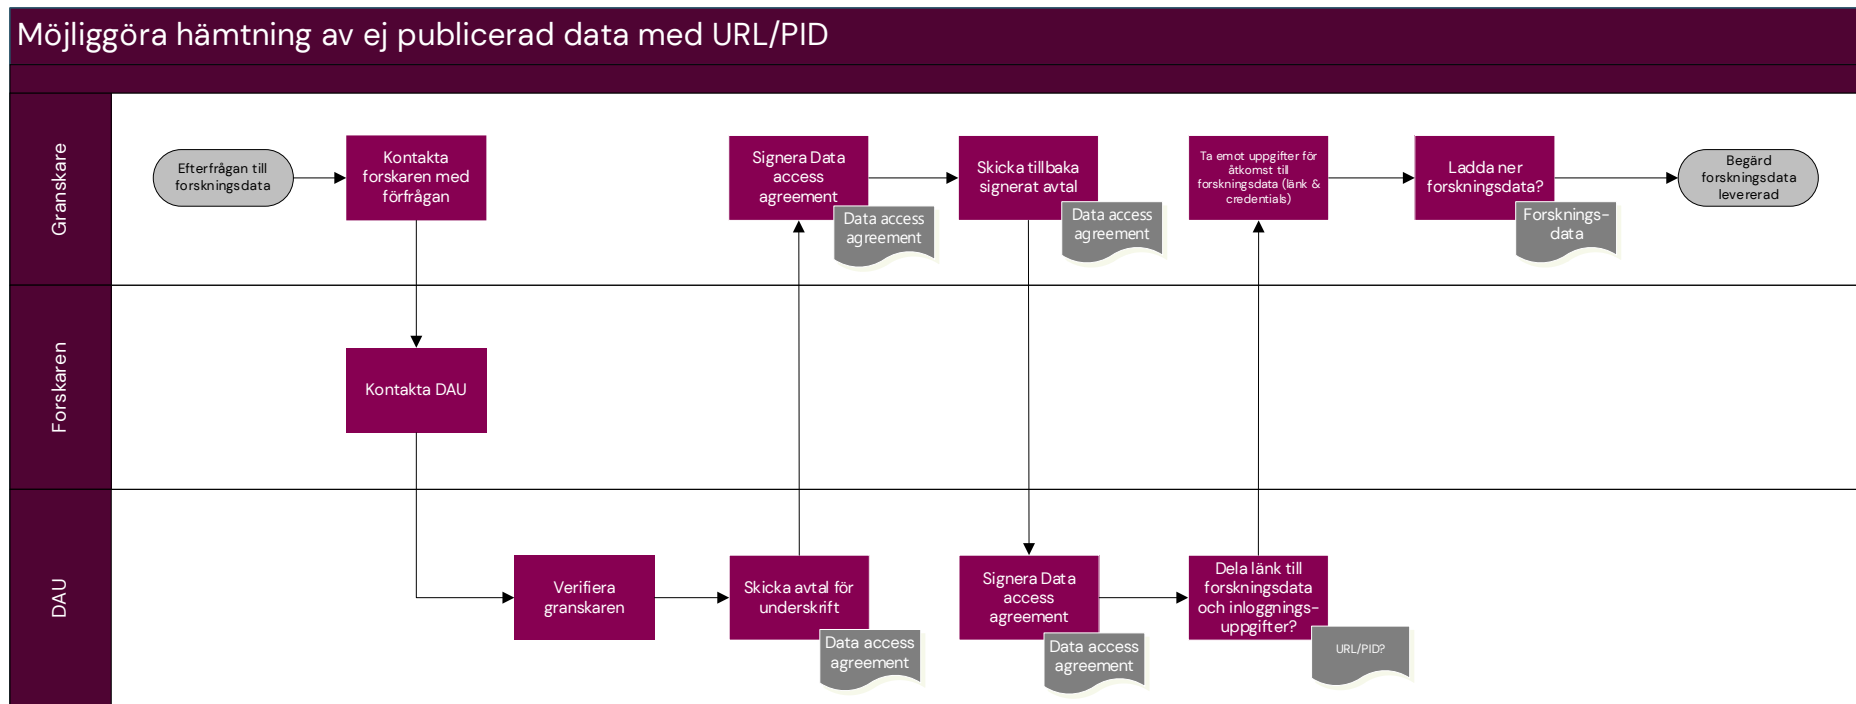 Möjliggöra hämtning av ej publicerad data med URL/PID
Granskare
Efterfrågan till
forskningsdata
Kontakta
forskaren med
förfrågan
Signera Data
access
agreement
Data access
agreement
Skicka tillbaka
signerat avtal
Data access
agreement
Ta emot uppgifter för
åtkomst till
forskningsdata (länk &
credentials)
Ladda ner
forskningsdata?
Forsknings-
data
Begärd
forskningsdata
levererad
Forskaren
Kontakta DAU
DAU
Verifiera
granskaren
Skicka avtal för
underskrift
Data access
agreement
Signera Data
access
agreement
Data access
agreement
Dela länk till
forskningsdata
och inloggnings-
uppgifter?
URL/PID?